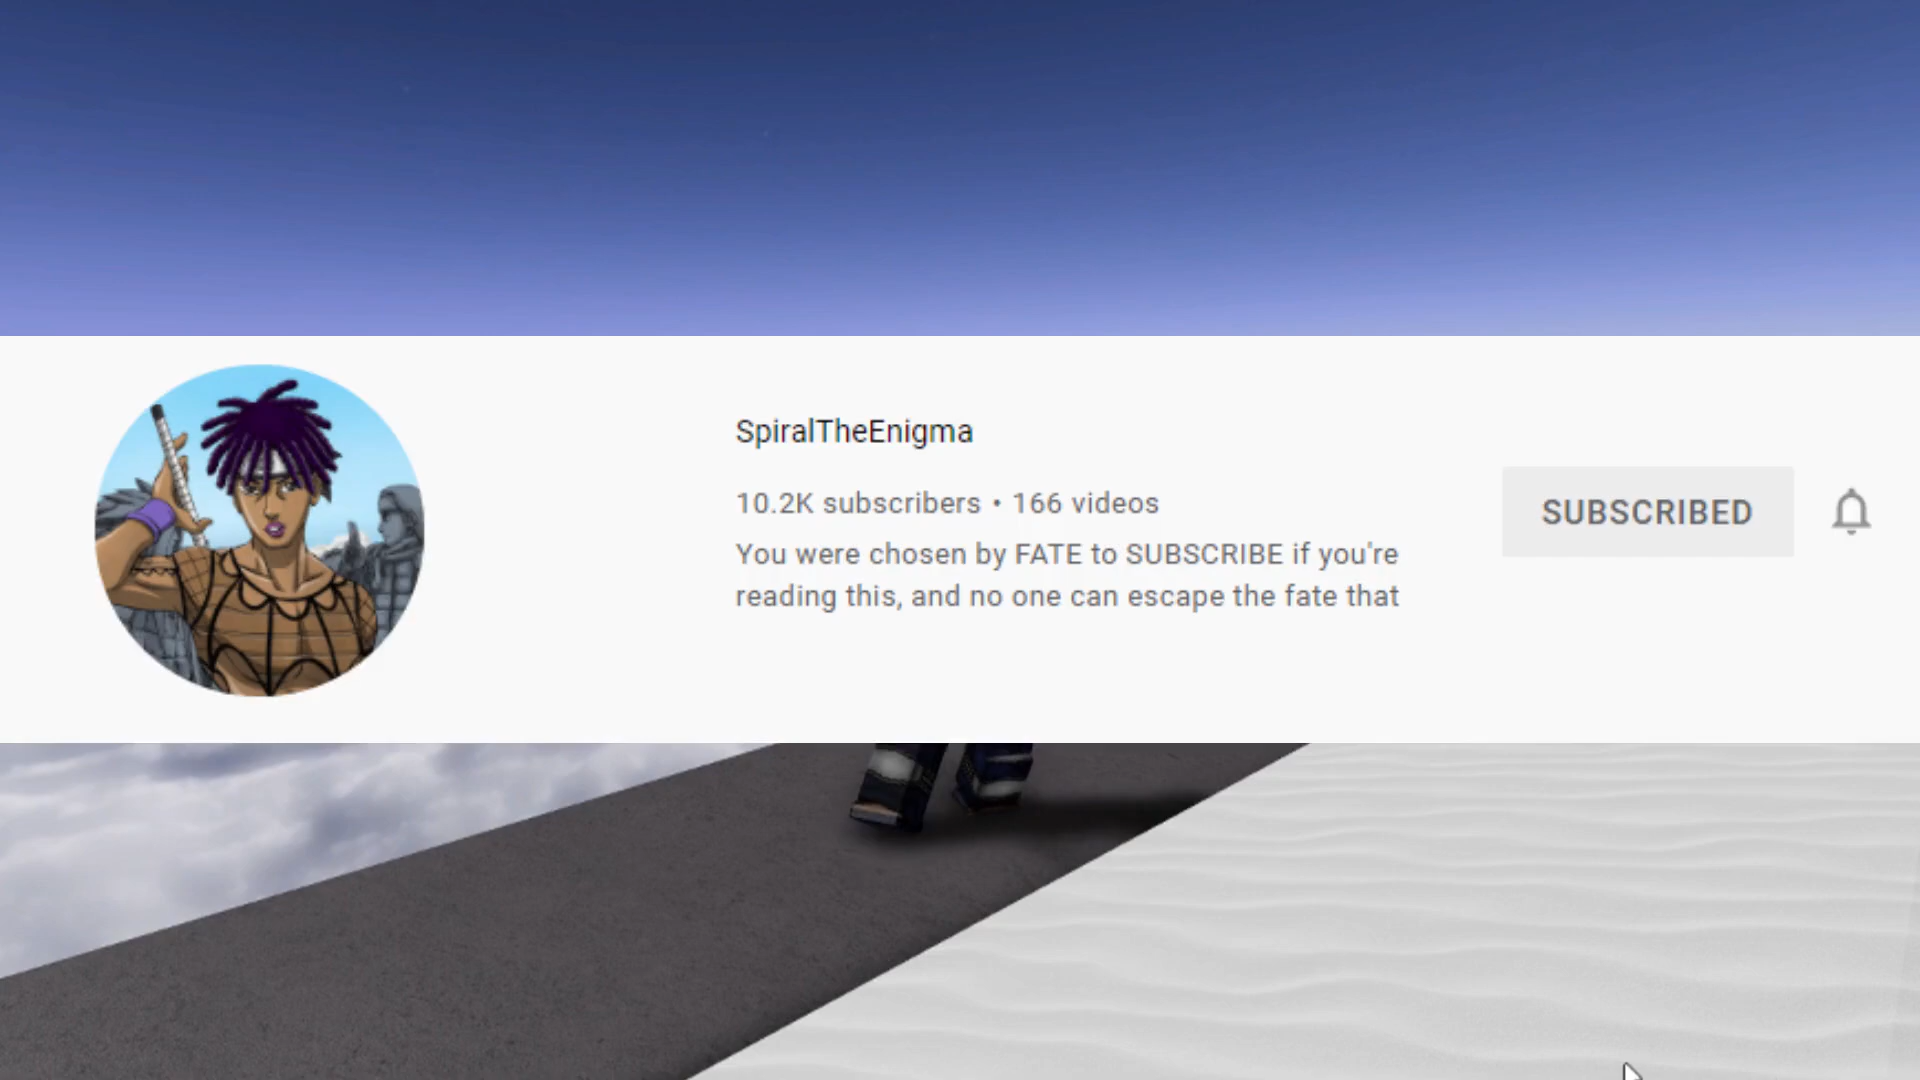 SpiralTheEnigma
10.2K subscribers • 166 videos
You were chosen by FATE to SUBSCRIBE if you're
reading this, and no one can escape the fate that
SUBSCRIBED